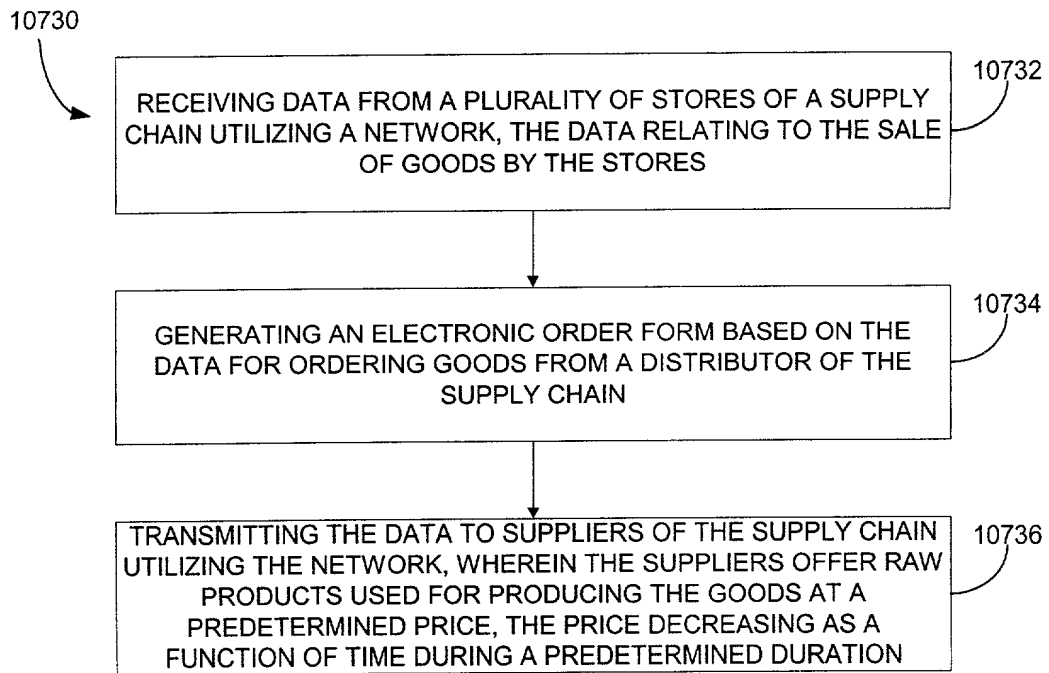 10730
10732
RECEIVING DATA FROM A PLURALITY OF STORES OF A SUPPLY
CHAIN UTILIZING A NETWORK, THE DATA RELATING TO THE SALE
OF GOODS BY THE STORES
10734
GENERATING AN ELECTRONIC ORDER FORM BASED ON THE
DATA FOR ORDERING GOODS FROM A DISTRIBUTOR OF THE
SUPPLY CHAIN
10736
TRANSMITTING THE DATA TO SUPPLIERS OF THE SUPPLY CHAIN
UTILIZING THE NETWORK, WHEREIN THE SUPPLIERS OFFER RAW
PRODUCTS USED FOR PRODUCING THE GOODS AT A
PREDETERMINED PRICE, THE PRICE DECREASING AS A
FUNCTION OF TIME DURING A PREDETERMINED DURATION